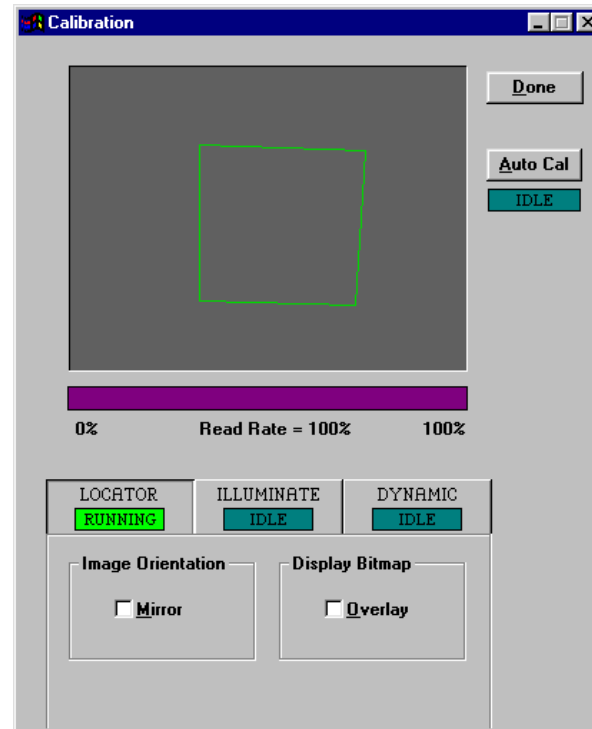 Calibration
Done
Auto Cal
IDLE
0% Read Rate = 100% 100%
LOCATOR ILLUMINATE DYNAMIC
RUNNING IDLE IDLE
Image Orientation Display Bitmap
Mirror Overlay